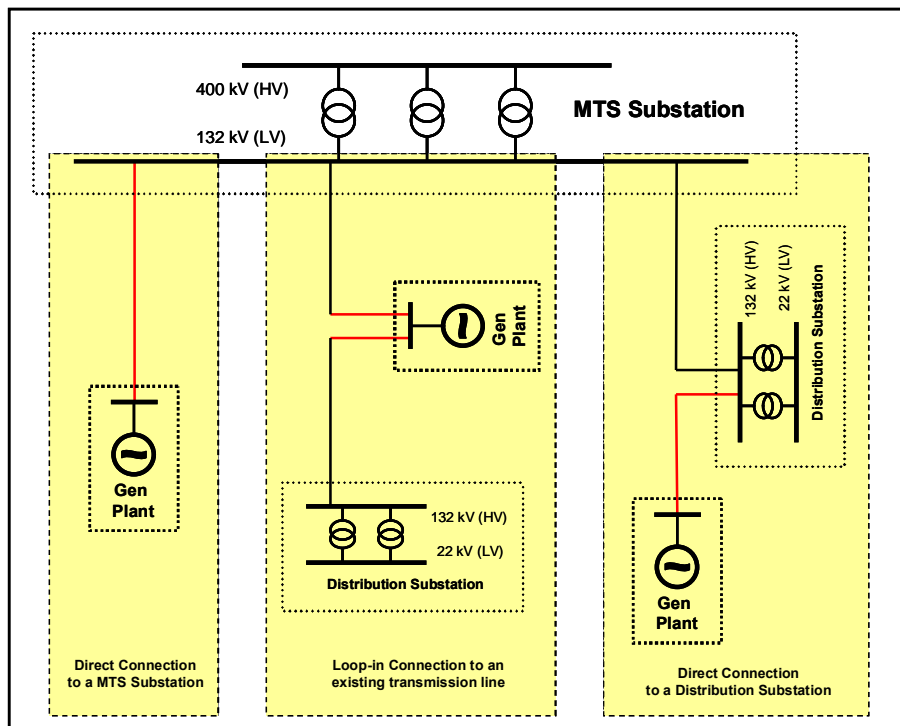 400 kV (HV)
MTS Substation
132 kV (LV)
132 kV (HV)
22 kV (LV)
Distribution Substation
Gen
Plant
Gen
Plant
132 kV (HV)
22 kV (LV)
Distribution Substation
Gen
Plant
Direct Connection
to a MTS Substation
Loop-in Connection to an
existing transmission line
Direct Connection
to a Distribution Substation